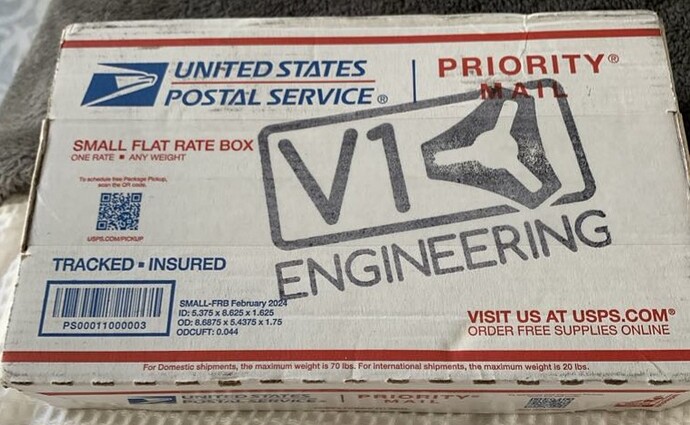 UNITED STATES
POSTAL SERVICE®
PRIORITY®
MAIL
SMALL FLAT RATE BOX
ONE RATE ▪ ANY WEIGHT
To schedule free Package Pickup,
scan the QR code.
USPS.COM/PICKUP
V1
ENGINEERING
TRACKED ▪ INSURED
PS00011000003
SMALL-FRB February 2024
ID: 5.375 x 8.625 x 1.625
OD: 8.6875 x 5.4375 x 1.75
ODCUFT: 0.044
VISIT US AT USPS.COM®
ORDER FREE SUPPLIES ONLINE
For Domestic shipments, the maximum weight is 70 lbs. For international shipments, the maximum weight is 20 lbs.
UNITED STATES
POSTAL SERVICE®
PRIORITY®
MAIL